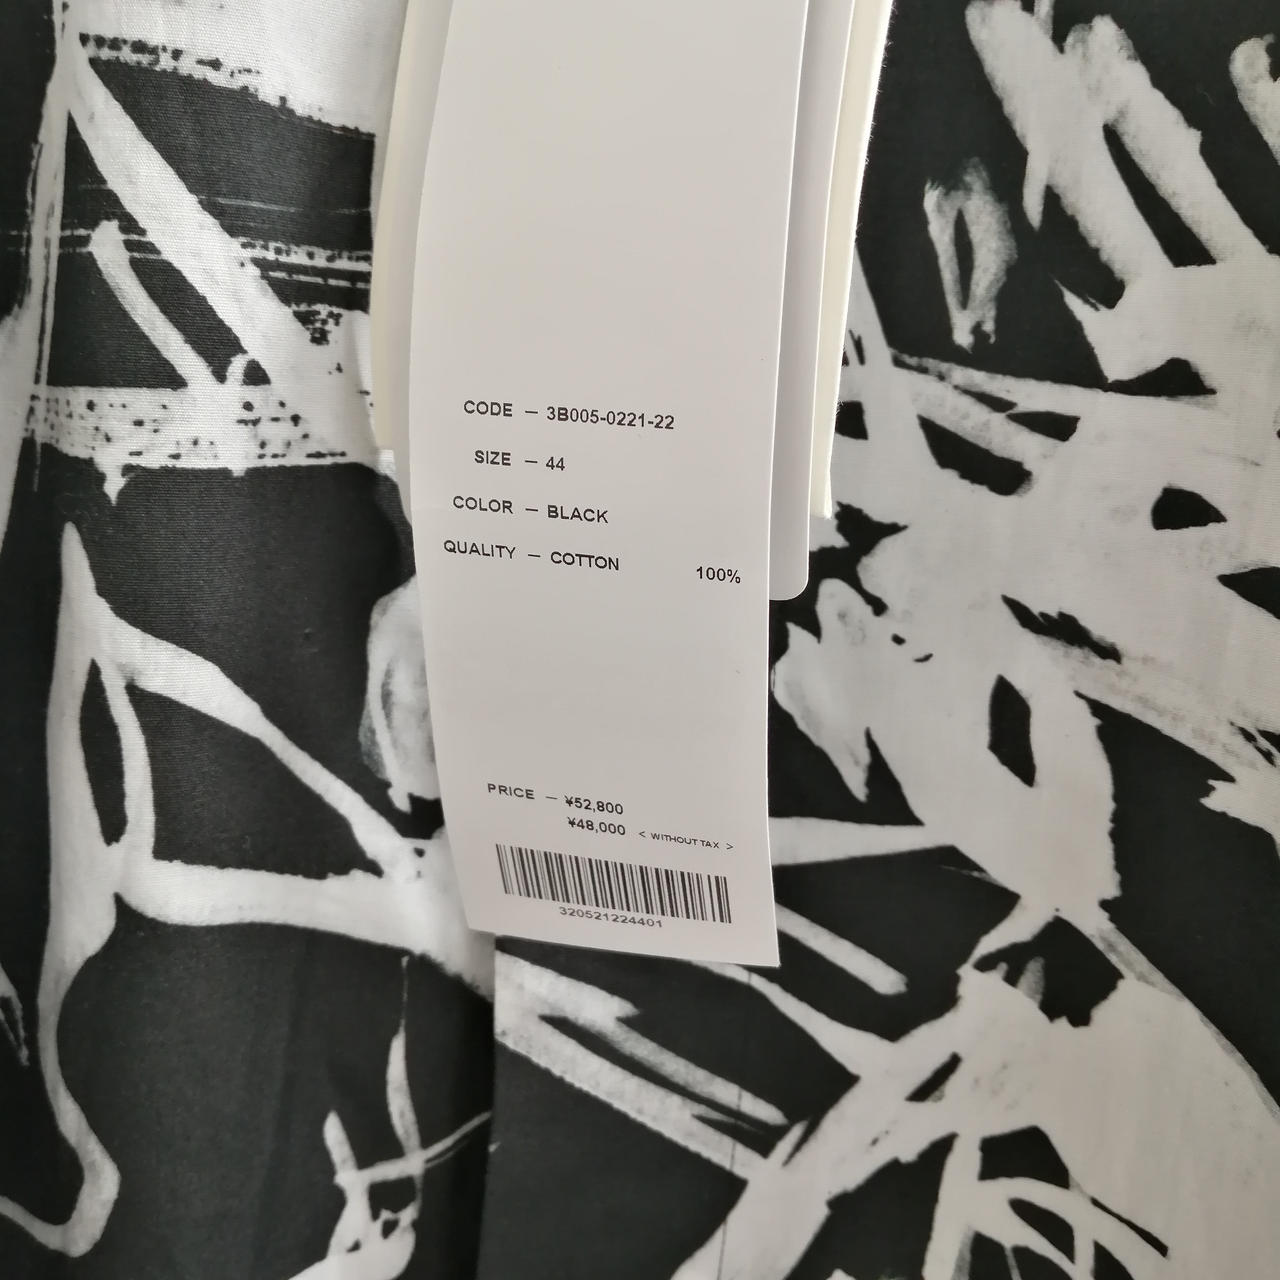 CODE — 3B005-0221-22
SIZE — 44
COLOR — BLACK
QUALITY — COTTON 100%
PRICE — ¥52,800
¥48,000 < WITHOUT TAX >
320521224401